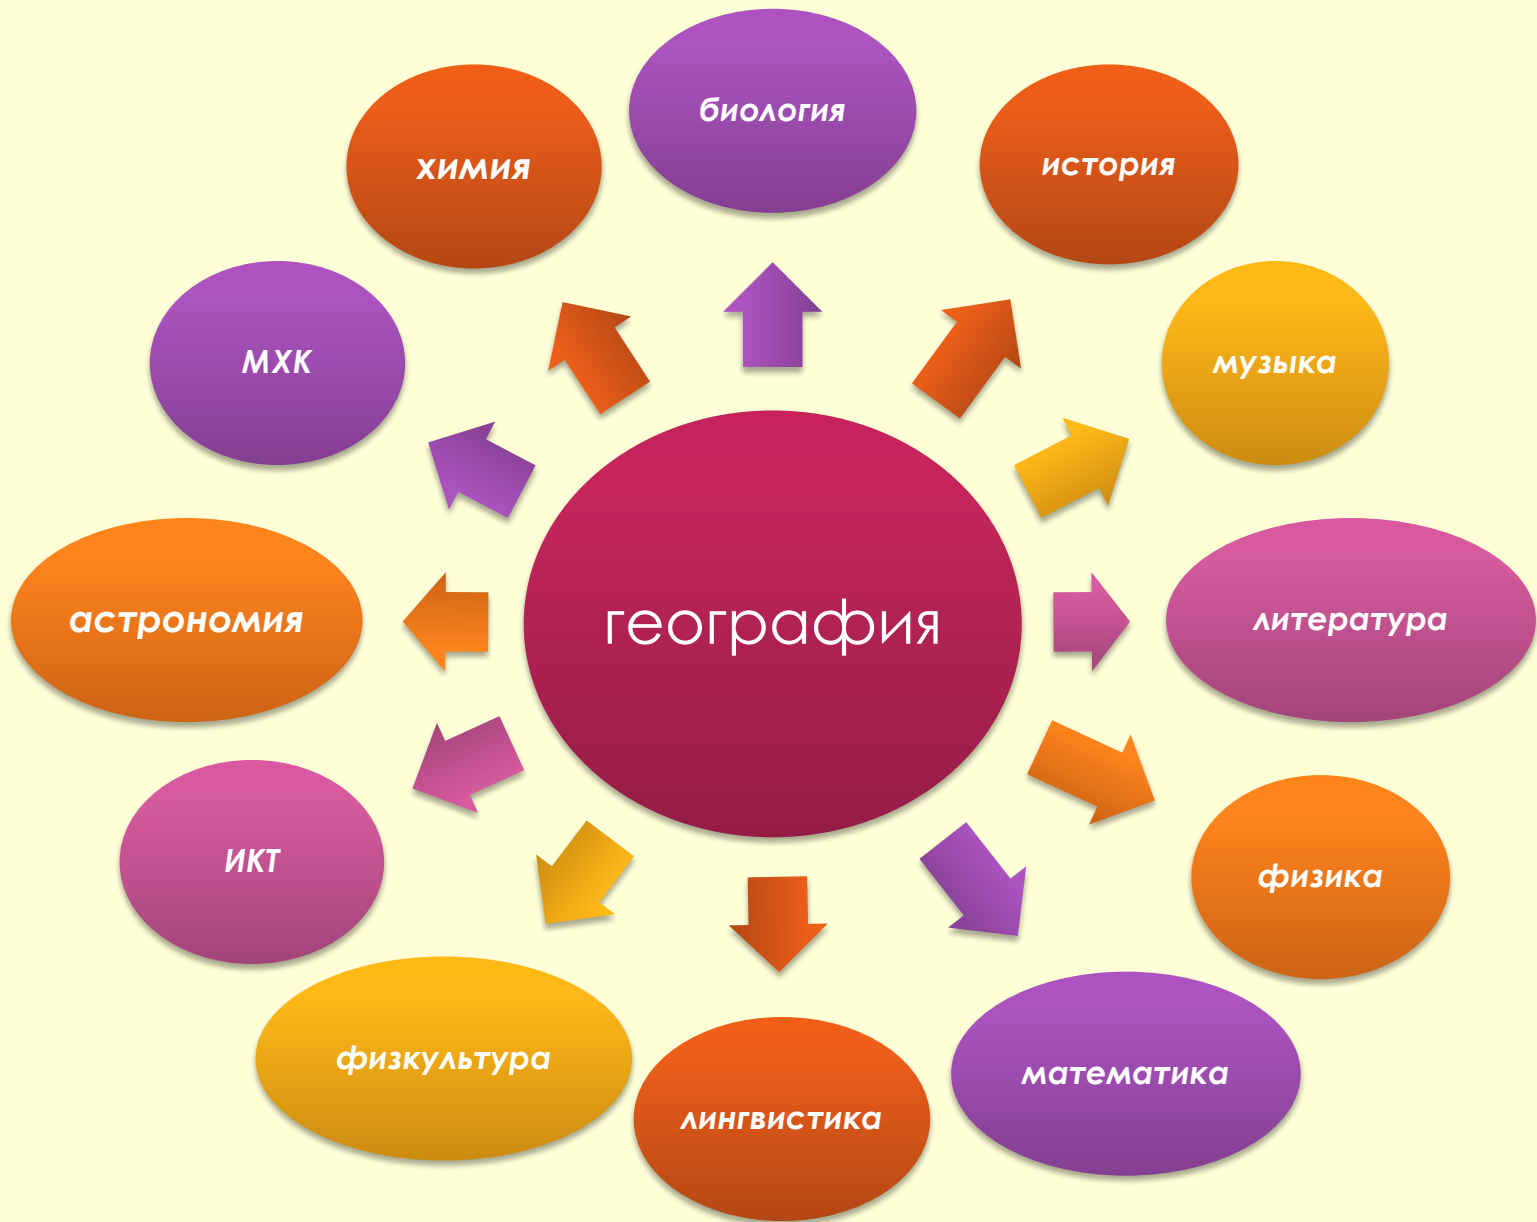 биология
химия
история
МХК
музыка
география
астрономия
литература
ИКТ
физика
физкультура
математика
лингвистика